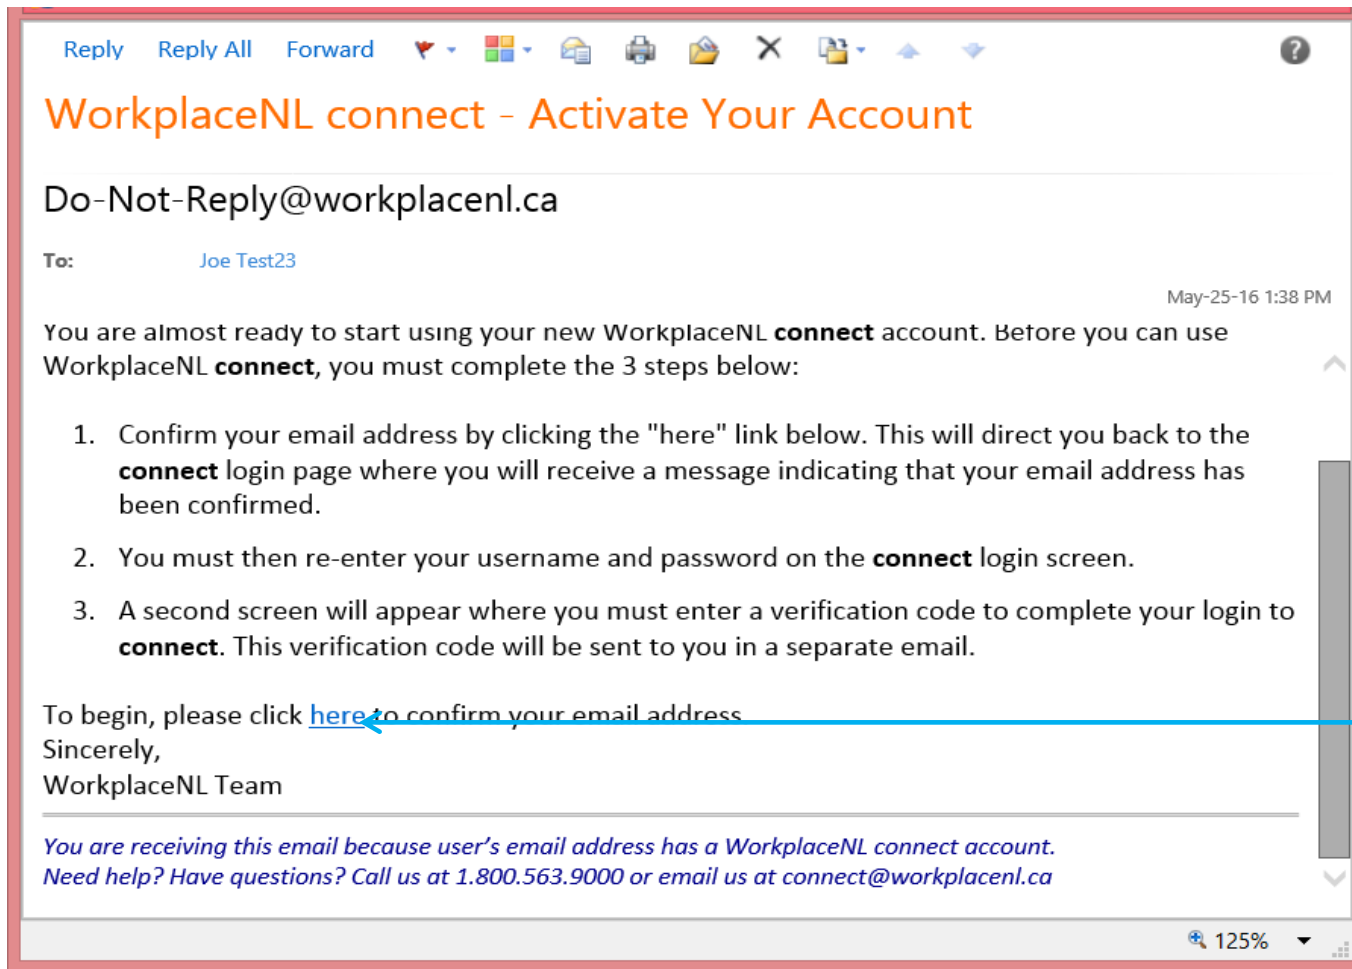 Reply Reply All Forward
WorkplaceNL connect - Activate Your Account
Do-Not-Reply@workplacenl.ca
To: Joe Test23
May-25-16 1:38 PM
You are almost ready to start using your new WorkplaceNL connect account. Before you can use
WorkplaceNL connect, you must complete the 3 steps below:
1. Confirm your email address by clicking the "here" link below. This will direct you back to the
connect login page where you will receive a message indicating that your email address has
been confirmed.
2. You must then re-enter your username and password on the connect login screen.
3. A second screen will appear where you must enter a verification code to complete your login to
connect. This verification code will be sent to you in a separate email.
To begin, please click here to confirm your email address
Sincerely,
WorkplaceNL Team
You are receiving this email because user's email address has a WorkplaceNL connect account.
Need help? Have questions? Call us at 1.800.563.9000 or email us at connect@workplacenl.ca
125%